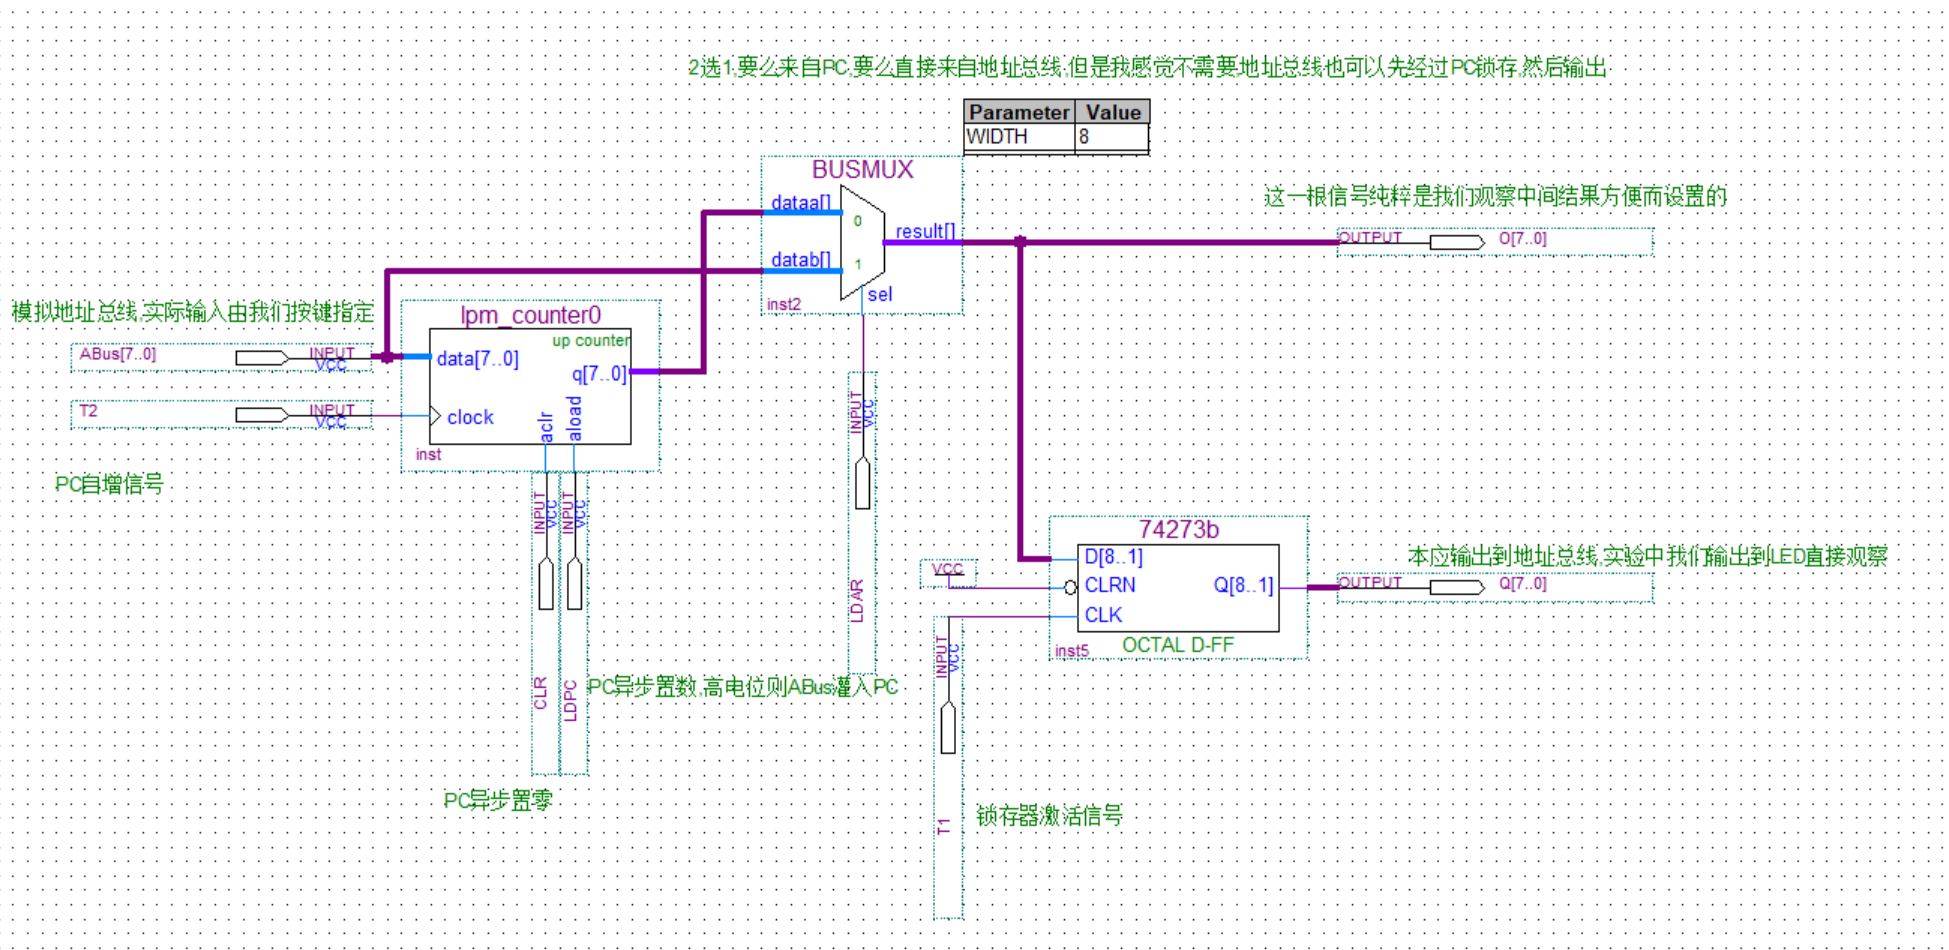 2选1,要么来自PC,要么直接来自地址总线,但是我感觉不需要,地址总线也可以先经过PC锁存,然后输出
Parameter Value
WIDTH 8
BUSMUX
dataa[]
0
result[]
datab[]
1
sel
inst2
这一根信号纯粹是我们观察中间结果方便而设置的
OUTPUT O[7..0]
模拟地址总线,实际输入由我们按键指定
ABus[7..0] INPUT
VCC
T2 INPUT
VCC
PC自增信号
lpm_counter0
up counter
data[7..0]
q[7..0]
clock
aclr
aload
inst
INPUT
VCC
CLR
INPUT
VCC
LDPC
PC异步置零
PC异步置数,高电位则ABus灌入PC
INPUT
VCC
LDAR
74273b
VCC
D[8..1]
CLRN
CLK
Q[8..1]
OCTAL D-FF
inst5
本应输出到地址总线,实验中我们输出到LED直接观察
OUTPUT Q[7..0]
INPUT
VCC
T1
锁存器激活信号